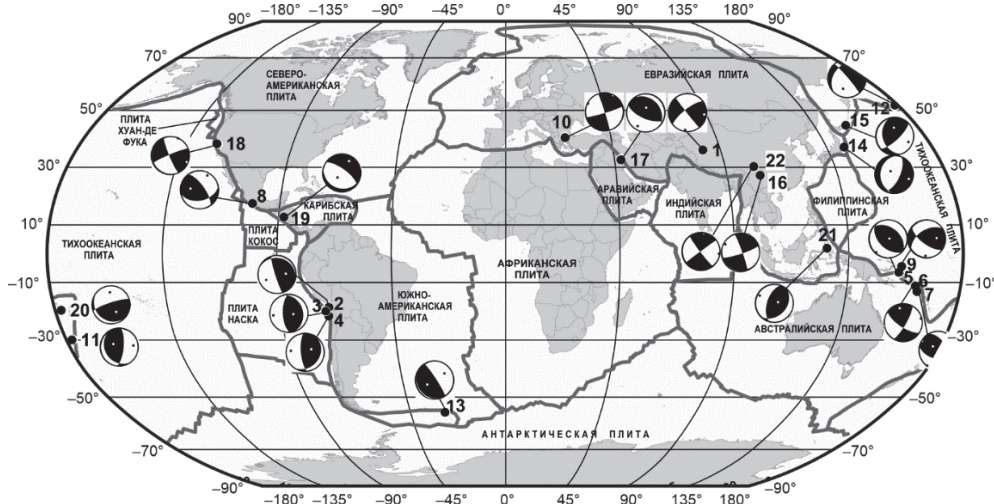 90° −180° −135° −45° 0° 45° 90° 135° 180° 90°
70° 70°
СЕВЕРО-
АМЕРИКАНСКАЯ
ПЛИТА
ЕВРАЗИЙСКАЯ ПЛИТА
50° 12 50°
ПЛИТА
ХУАН-ДЕ
ФУКА
10 15
18 1 14
17 22
30° 16 30°
ТИХООКЕАНСКАЯ ПЛИТА
8 КАРИБСКАЯ
ПЛИТА
19
АРАВИЙСКАЯ
ПЛИТА
ИНДИЙСКАЯ
ПЛИТА
ФИЛИППИНСКАЯ
ПЛИТА
10° 10°
ПЛИТА
КОКОС
21
ТИХООКЕАНСКАЯ
ПЛИТА
АФРИКАНСКАЯ
ПЛИТА
9
5 6
7
−10° −10°
ПЛИТА
НАСКА
3 2
4
ЮЖНО-
АМЕРИКАНСКАЯ
ПЛИТА
20
АВСТРАЛИЙСКАЯ ПЛИТА
−30° 11 −30°
13
−50° −50°
АНТАРКТИЧЕСКАЯ ПЛИТА
−70° −70°
−90° −180° −135° −45° 0° 45° 90° 135° 180° −90°